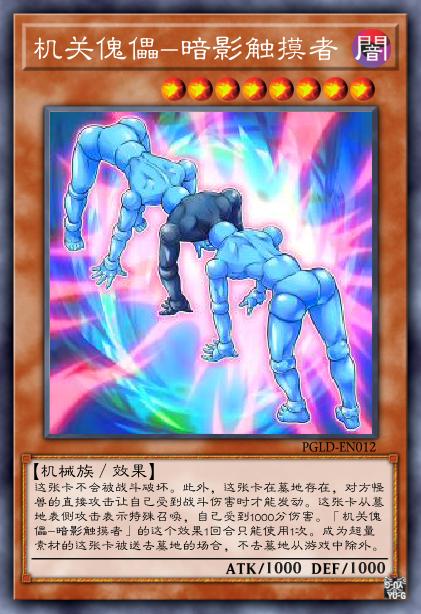 机关傀儡-暗影触摸者 闇
PGLD-EN012
【机械族/效果】
这张卡不会被战斗破坏。此外，这张卡在墓地存在，对方怪
兽的直接攻击让自己受到战斗伤害时才能发动。这张卡从墓
地表侧攻击表示特殊召唤，自己受到1000分伤害。「机关傀
儡-暗影触摸者」的这个效果1回合只能使用1次。成为超量
素材的这张卡被送去墓地的场合，不去墓地从游戏中除外。
ATK/1000 DEF/1000